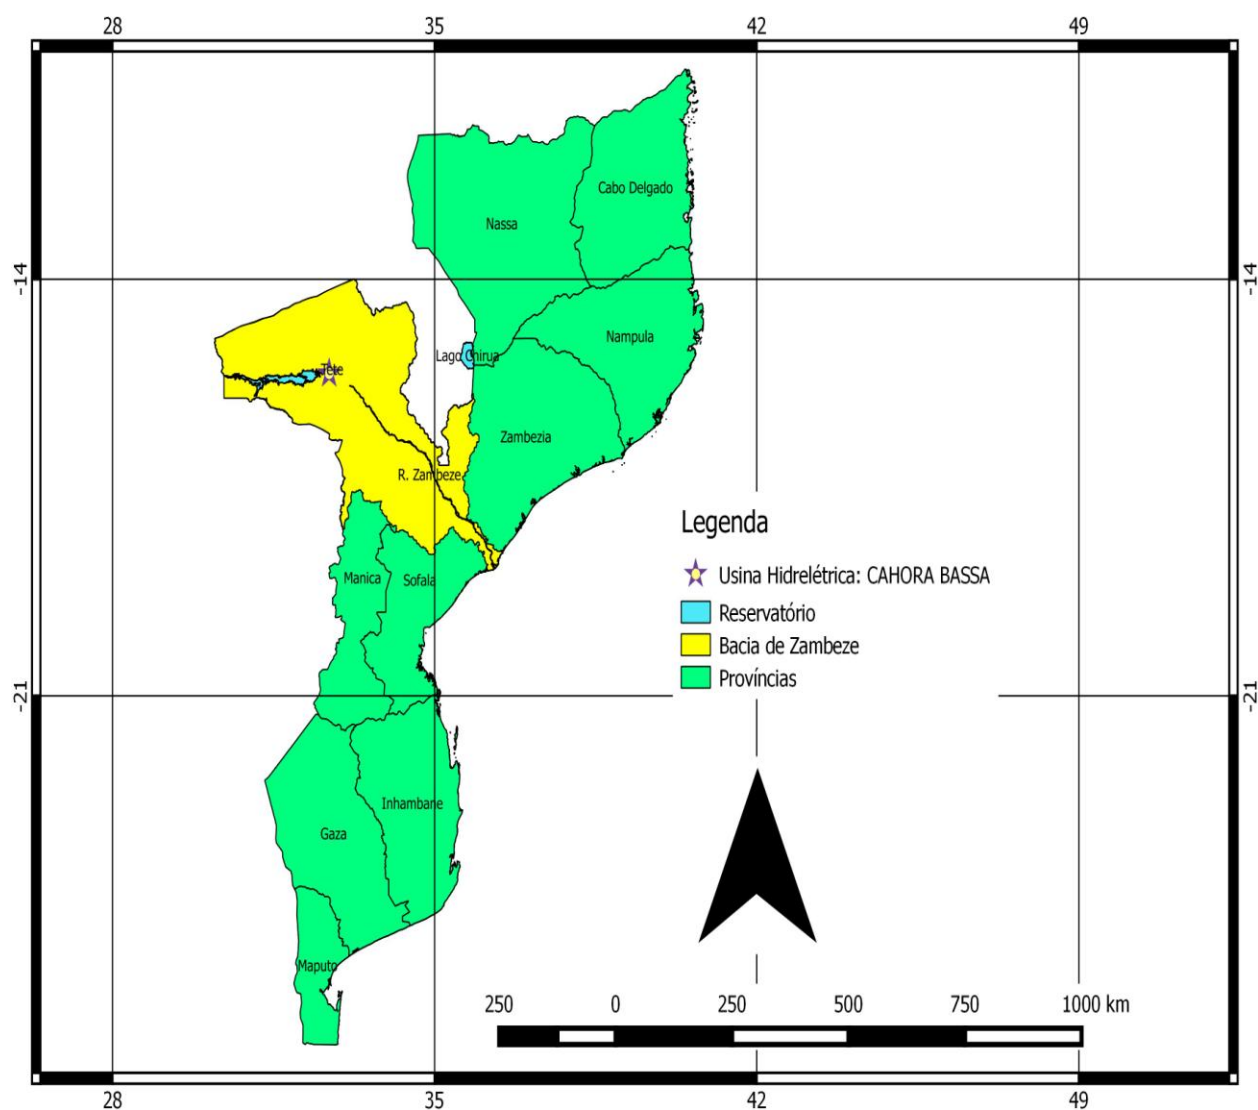 28 35 42 49
Cabo Delgado
Nassa
-14 -14
Nampula
Lago Chirua
Tete
Zambezia
R. Zambeze
Legenda
Usina Hidrelétrica: CAHORA BASSA
Manica Sofala
Reservatório
Bacia de Zambeze
Províncias
-21 -21
Inhambane
Gaza
Maputo
250 0 250 500 750 1000 km
28 35 42 49